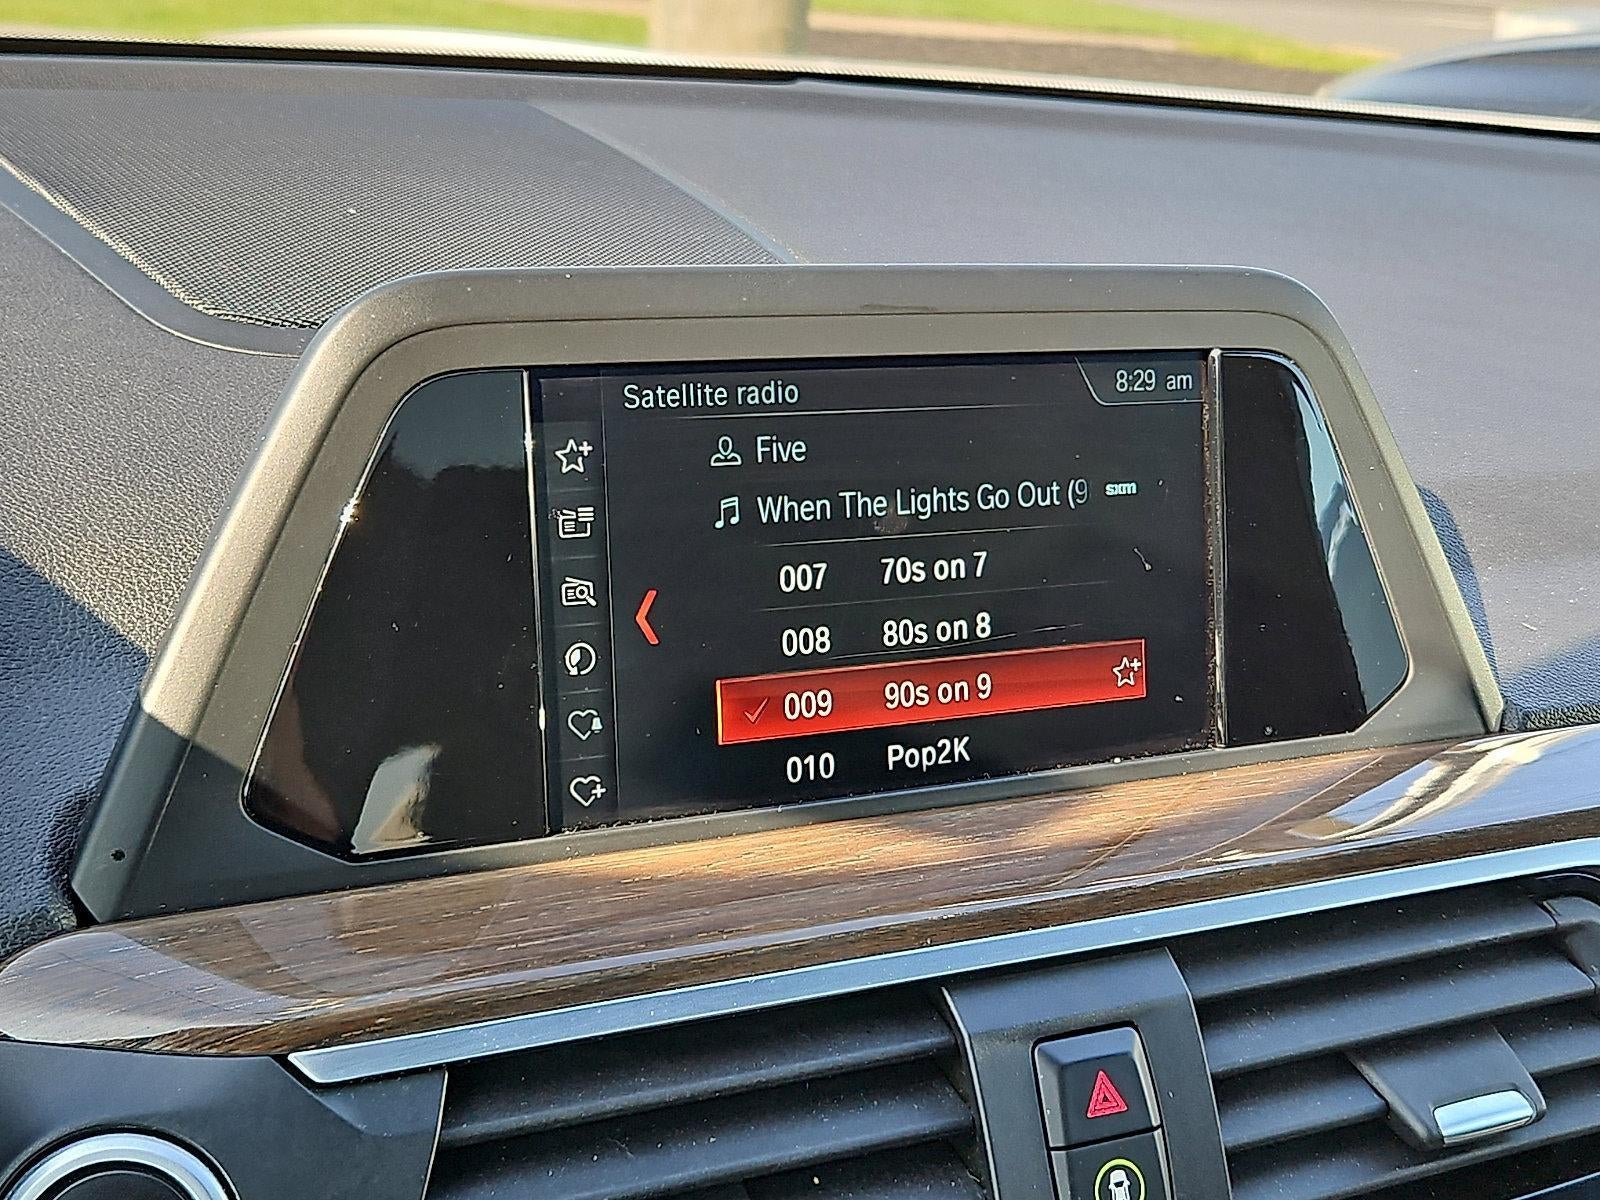 Satellite radio 8:29 am
Five
When The Lights Go Out (9 sxm
007 70s on 7
008 80s on 8
009 90s on 9
010 Pop2K